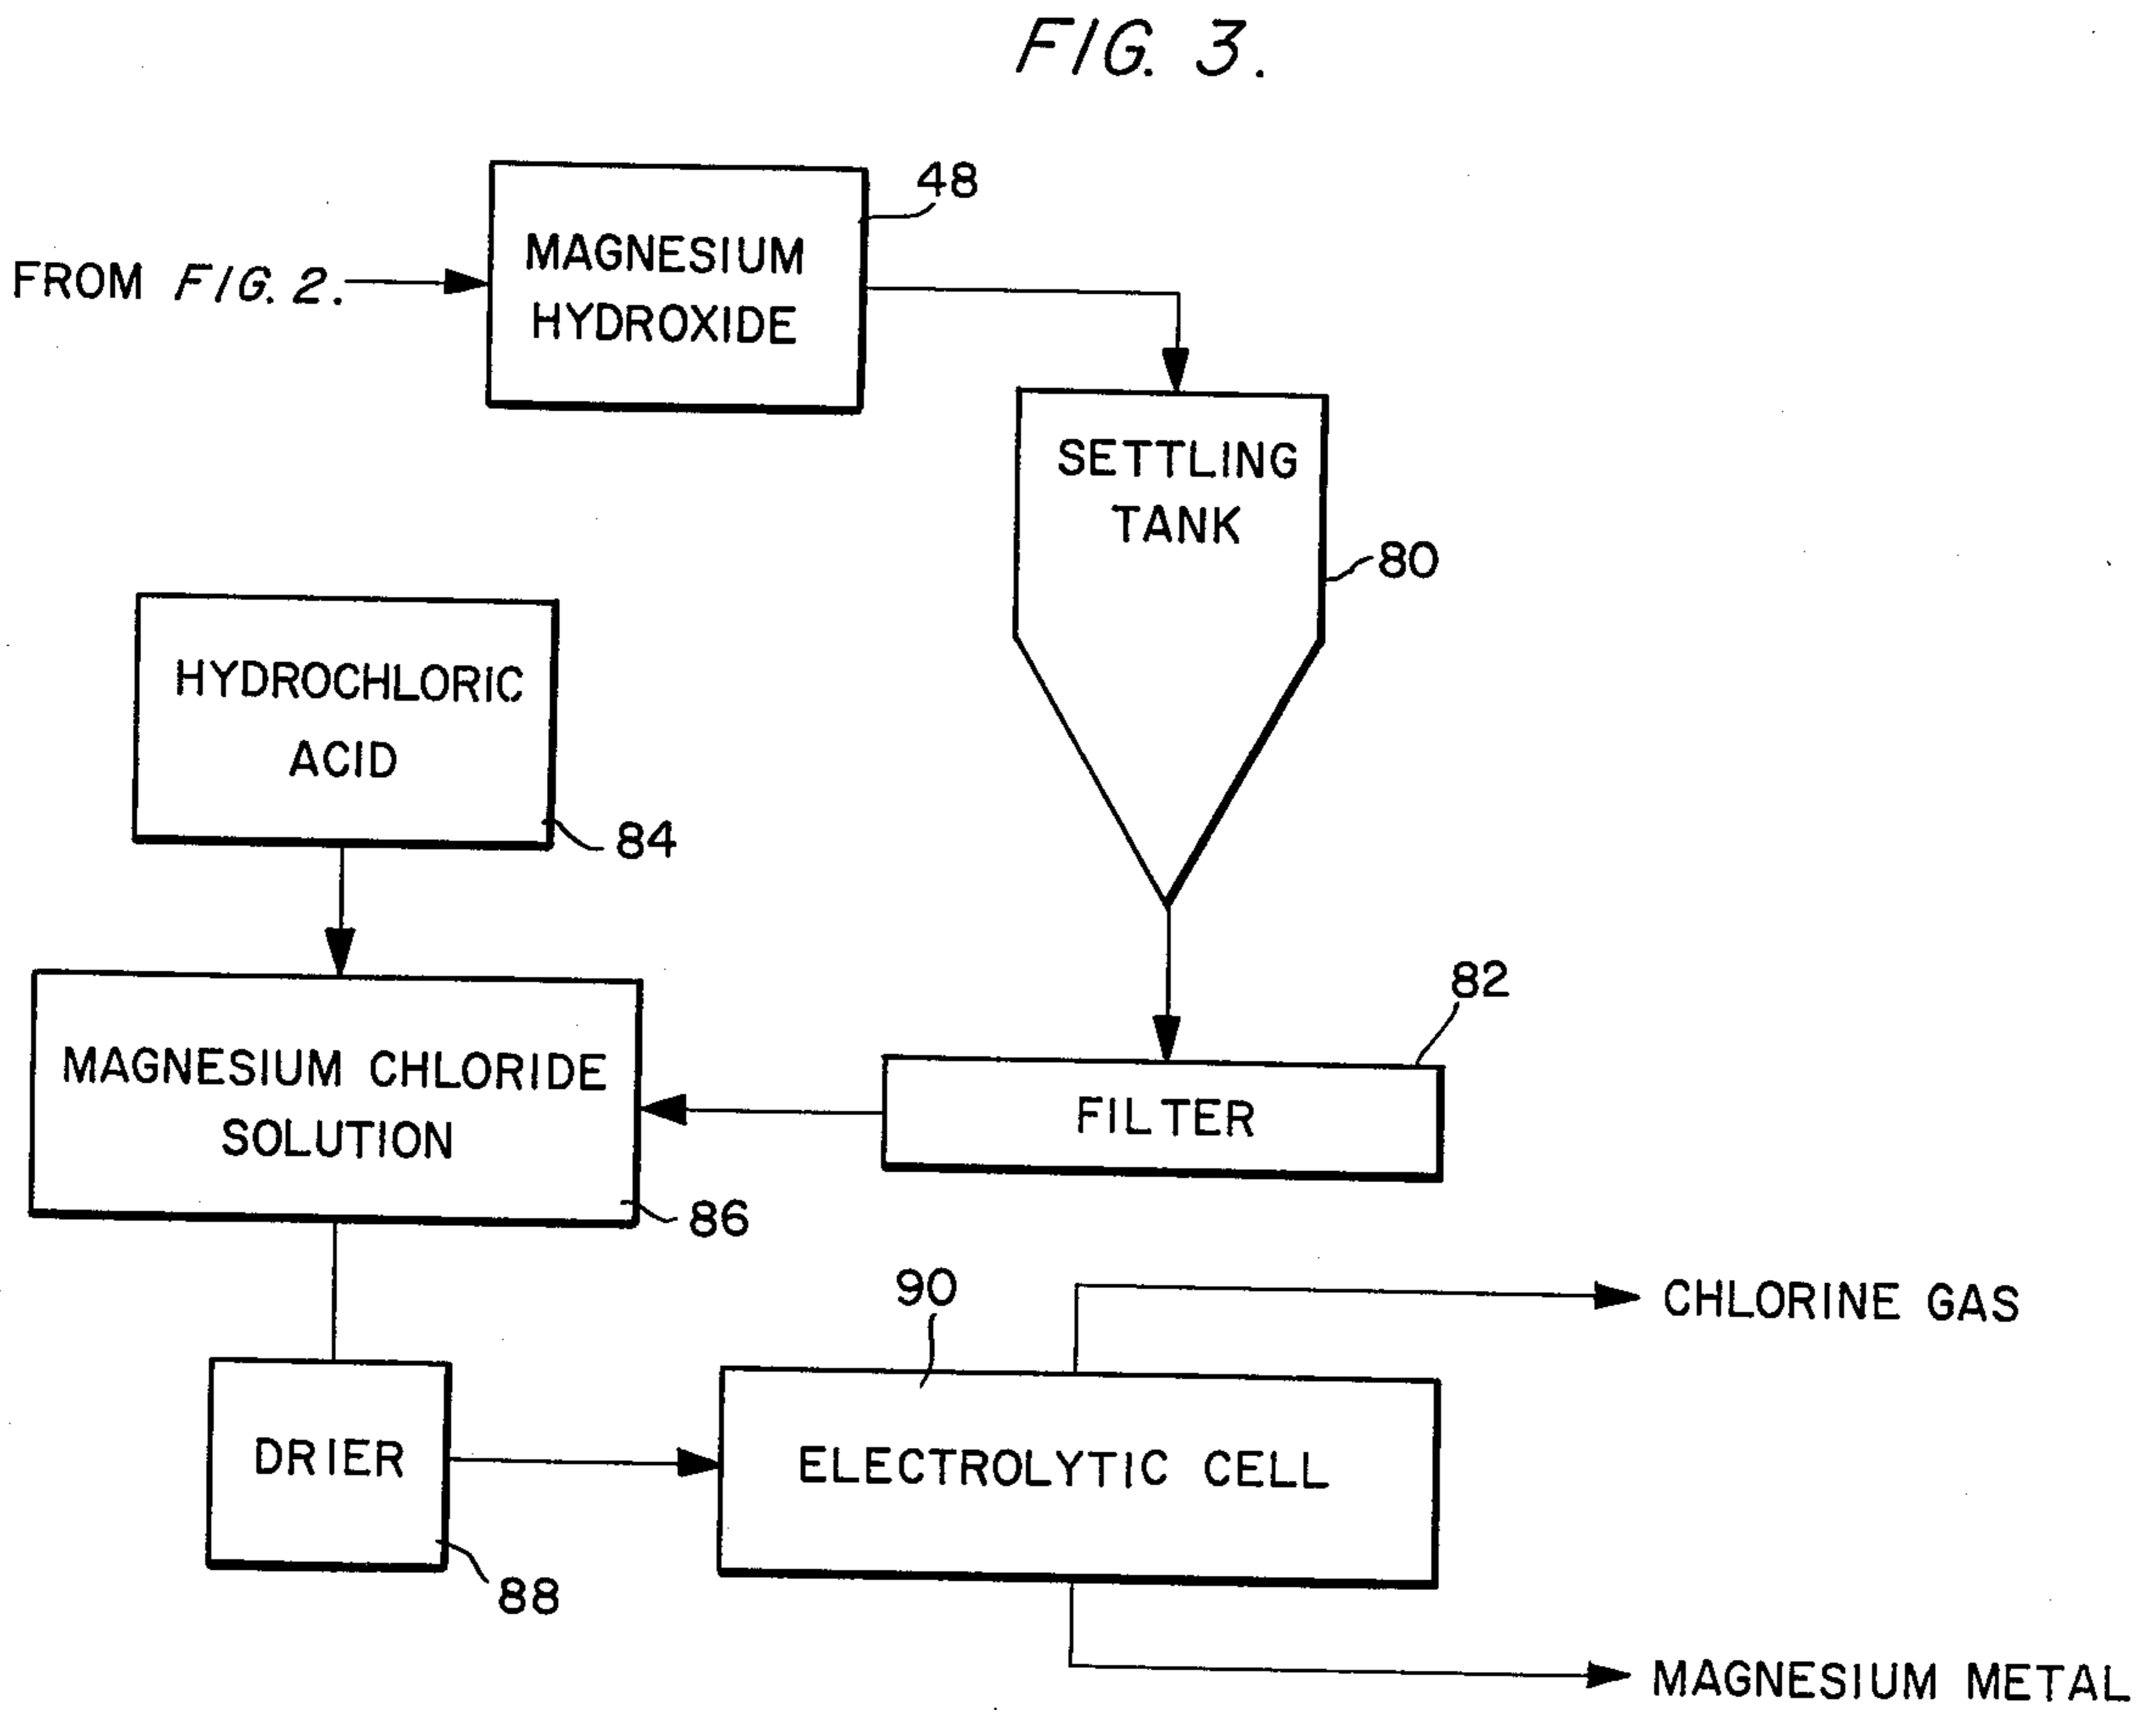 FIG. 3.
48
MAGNESIUM
HYDROXIDE
FROM FIG. 2.
SETTLING
TANK
80
HYDROCHLORIC
ACID
84
82
MAGNESIUM CHLORIDE
SOLUTION
FILTER
86
90
CHLORINE GAS
DRIER
ELECTROLYTIC CELL
88
MAGNESIUM METAL